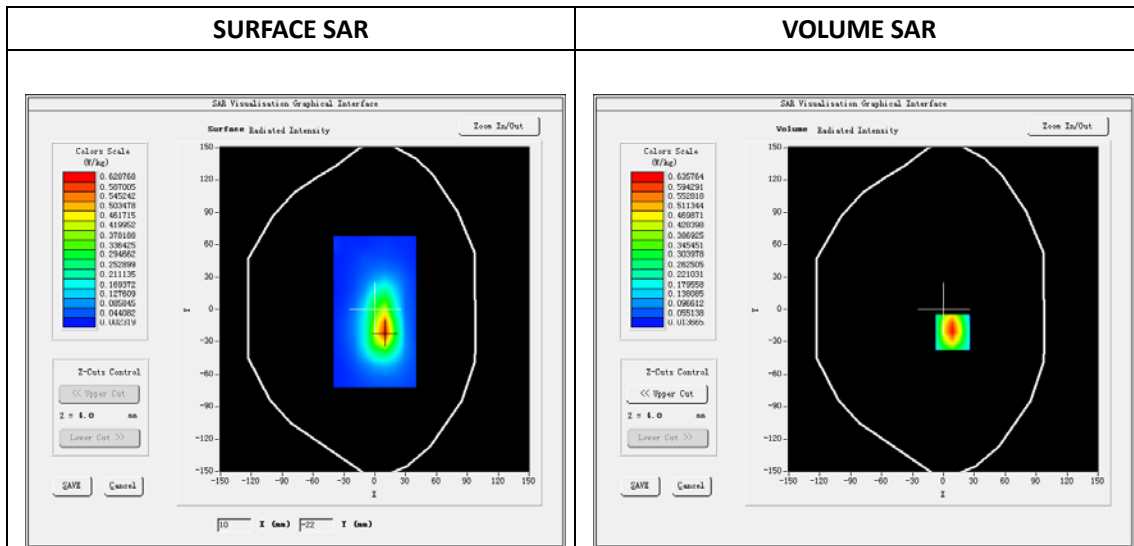 SURFACE SAR
VOLUME SAR
SAR Visualisation Graphical Interface
Surface Radiated Intensity
Zoom In/Out
Colors Scale
(W/kg)
0.628768
0.587005
0.545242
0.503478
0.461715
0.419952
0.378188
0.336425
0.294662
0.252899
0.211135
0.169372
0.127609
0.085845
0.044082
0.002319
Z-Cuts Control
<< Upper Cut
Z = 4.0 mm
Lower Cut >>
SAVE Cancel
150
120
90
60
30
0
-30
-60
-90
-120
-150
Y
-150 -120 -90 -60 -30 0 30 60 90 120 150
X
10 X (mm) -22 Y (mm)
SAR Visualisation Graphical Interface
Volume Radiated Intensity
Zoom In/Out
Colors Scale
(W/kg)
0.635764
0.594291
0.552818
0.511344
0.469871
0.428398
0.386925
0.345451
0.303978
0.262505
0.221031
0.179558
0.138085
0.096612
0.055138
0.013665
Z-Cuts Control
<< Upper Cut
Z = 4.0 mm
Lower Cut >>
SAVE Cancel
150
120
90
60
30
0
-30
-60
-90
-120
-150
Y
-150 -120 -90 -60 -30 0 30 60 90 120 150
X